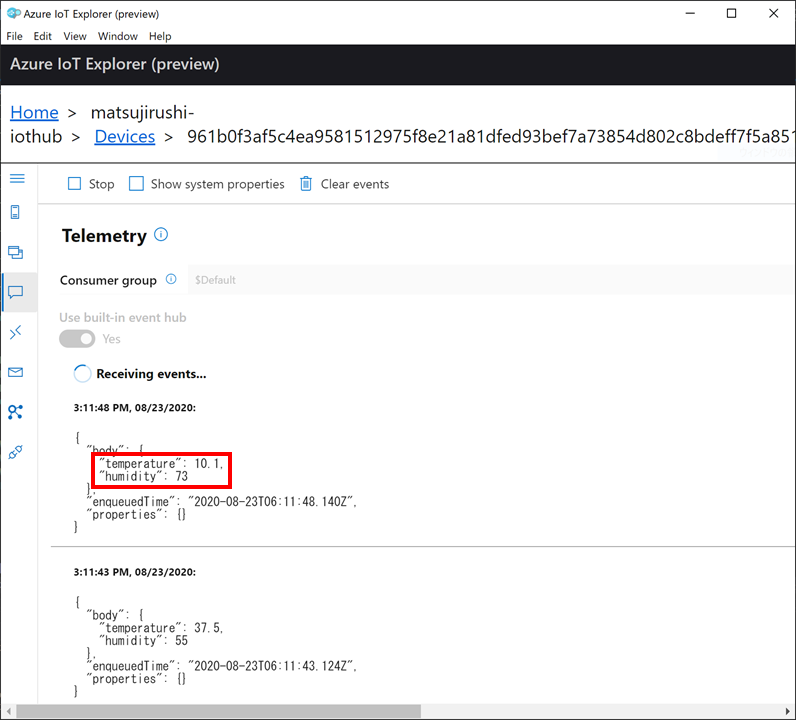 Azure IoT Explorer (preview)
File Edit View Window Help
Azure IoT Explorer (preview)
Home > matsujirushi-
iothub > Devices > 961b0f3af5c4ea9581512975f8e21a81dfed93bef7a73854d802c8bdeff7f5a851
Stop Show system properties Clear events
Telemetry
Consumer group $Default
Use built-in event hub
Yes
Receiving events...
3:11:48 PM, 08/23/2020:
{
"body": {
"temperature": 10.1,
"humidity": 73
},
"enqueuedTime": "2020-08-23T06:11:48.140Z",
"properties": {}
}
3:11:43 PM, 08/23/2020:
{
"body": {
"temperature": 37.5,
"humidity": 55
},
"enqueuedTime": "2020-08-23T06:11:43.124Z",
"properties": {}
}